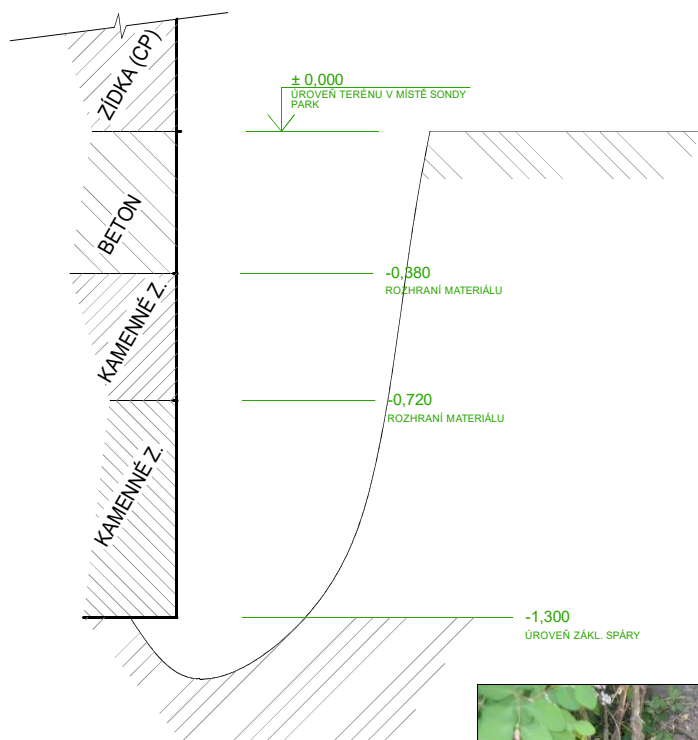 ZÍDKA (CP)
± 0,000
ÚROVEŇ TERÉNU V MÍSTĚ SONDY
PARK
BETON
-0,380
ROZHRANÍ MATERIÁLU
KAMENNÉ Z.
-0,720
ROZHRANÍ MATERIÁLU
KAMENNÉ Z.
-1,300
ÚROVEŇ ZÁKL. SPÁRY